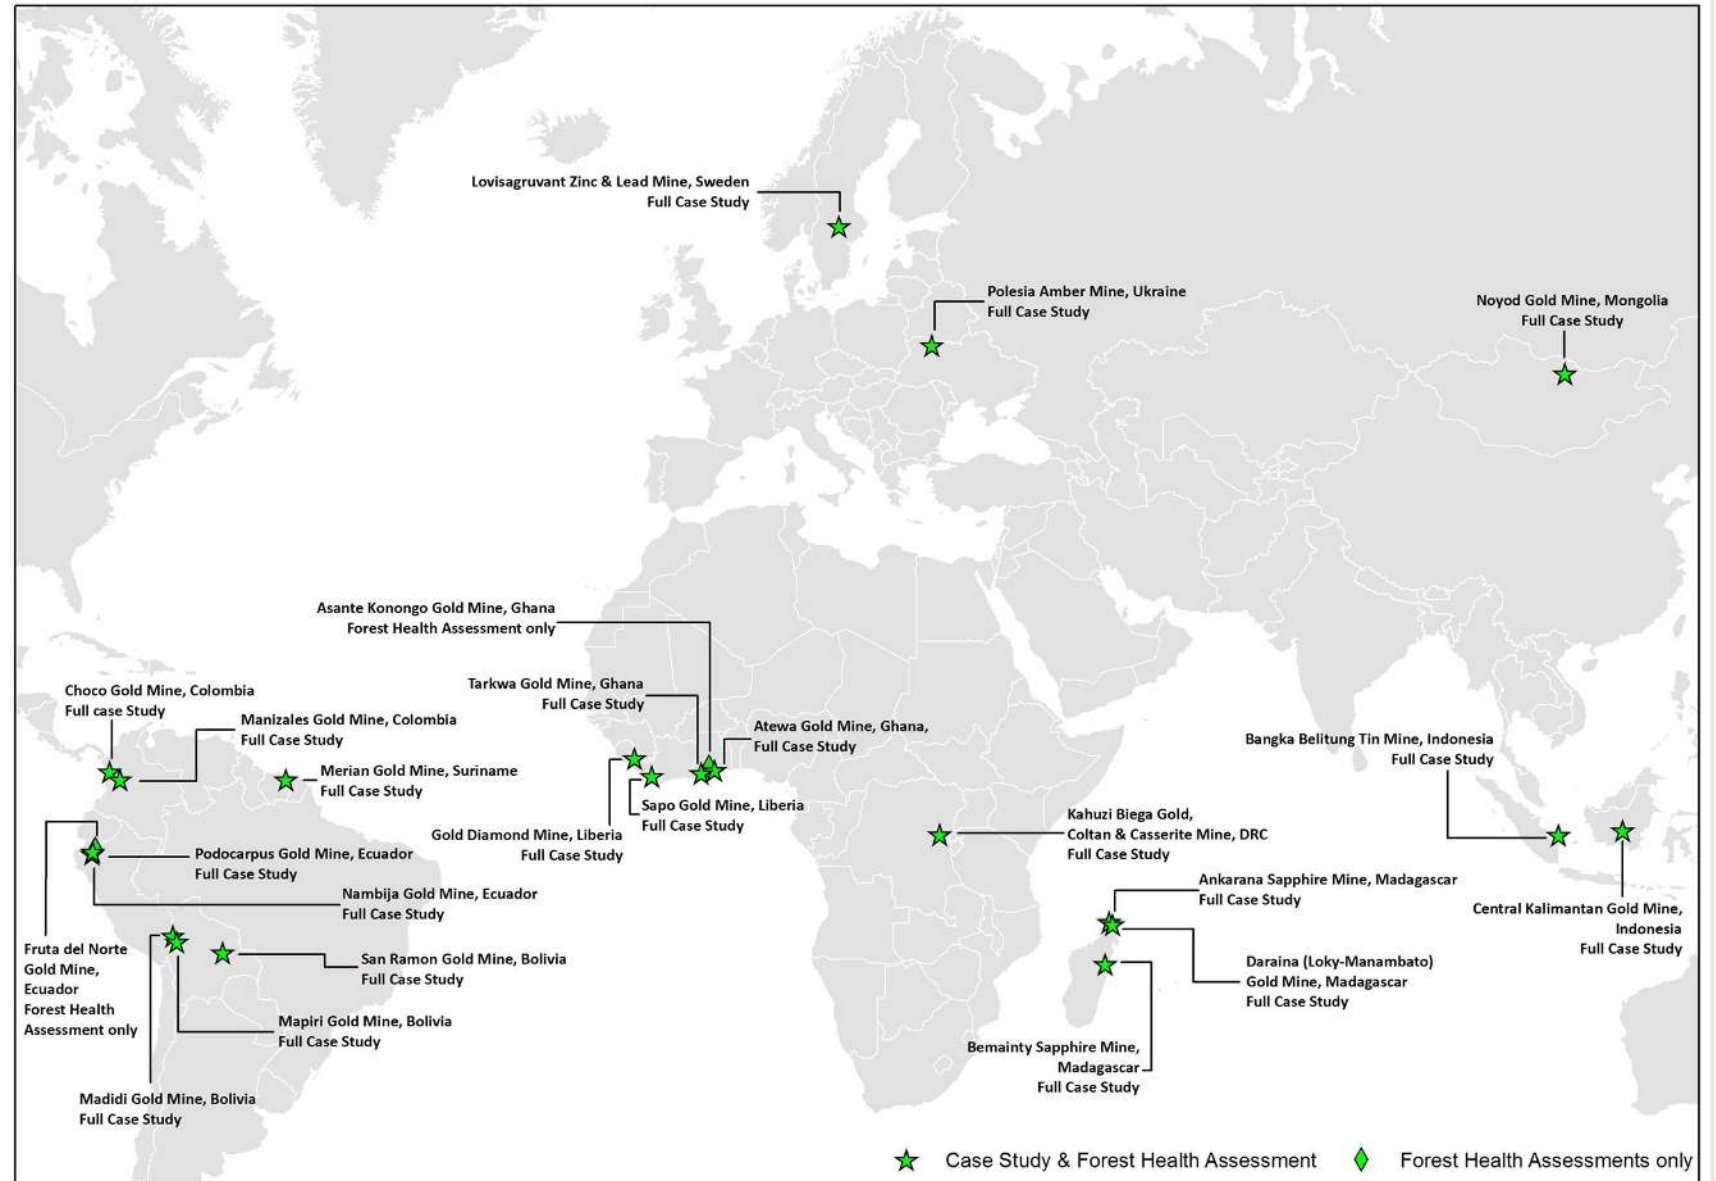 Lovisagruvant Zinc & Lead Mine, Sweden
Full Case Study
Polesia Amber Mine, Ukraine
Full Case Study
Noyod Gold Mine, Mongolia
Full Case Study
Asante Konongo Gold Mine, Ghana
Forest Health Assessment only
Tarkwa Gold Mine, Ghana
Full Case Study
Atewa Gold Mine, Ghana,
Full Case Study
Choco Gold Mine, Colombia
Full case Study
Manizales Gold Mine, Colombia
Full Case Study
Merian Gold Mine, Suriname
Full Case Study
Bangka Belitung Tin Mine, Indonesia
Full Case Study
Sapo Gold Mine, Liberia
Full Case Study
Gold Diamond Mine, Liberia
Full Case Study
Kahuzi Biega Gold,
Coltan & Casserite Mine, DRC
Full Case Study
Podocarpus Gold Mine, Ecuador
Full Case Study
Nambija Gold Mine, Ecuador
Full Case Study
Ankarana Sapphire Mine, Madagascar
Full Case Study
Central Kalimantan Gold Mine,
Indonesia
Full Case Study
Fruta del Norte
Gold Mine,
Ecuador
Forest Health
Assessment only
San Ramon Gold Mine, Bolivia
Full Case Study
Daraina (Loky-Manambato)
Gold Mine, Madagascar
Full Case Study
Mapiri Gold Mine, Bolivia
Full Case Study
Bemainty Sapphire Mine,
Madagascar
Full Case Study
Madidi Gold Mine, Bolivia
Full Case Study
Case Study & Forest Health Assessment
Forest Health Assessments only